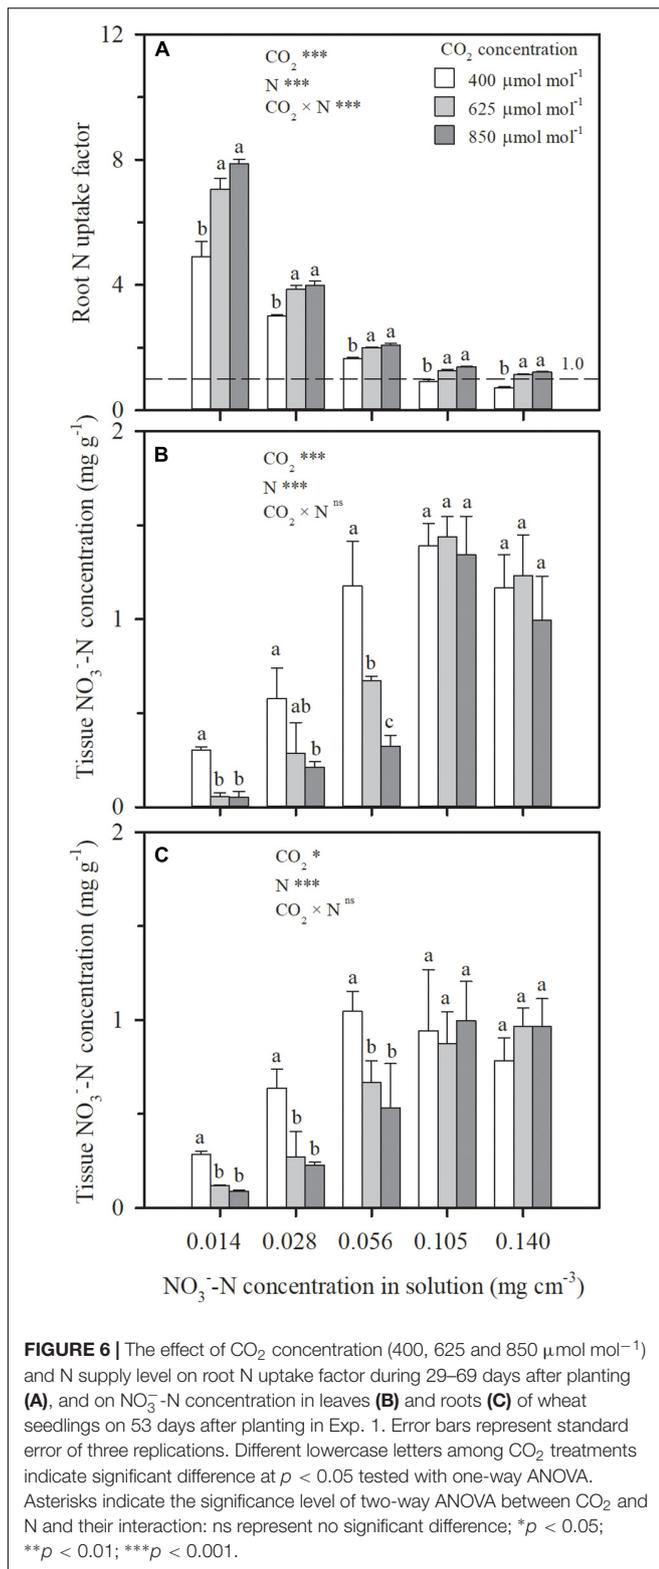 12
A
CO₂ ***
N ***
CO₂ × N ***
CO₂ concentration
400 μmol mol⁻¹
625 μmol mol⁻¹
850 μmol mol⁻¹
Root N uptake factor
8
4
0
b a a
b a a
b a a
b a a
b a a
1.0
2
B
CO₂ ***
N ***
CO₂ × N ⁿˢ
Tissue NO₃⁻-N concentration (mg g⁻¹)
1
0
a b b
a ab b
a b c
a a a
a a a
2
C
CO₂ *
N ***
CO₂ × N ⁿˢ
Tissue NO₃⁻-N concentration (mg g⁻¹)
1
0
a b b
a b b
a b b
a a a
a a a
0.014 0.028 0.056 0.105 0.140
NO₃⁻-N concentration in solution (mg cm⁻³)
FIGURE 6 | The effect of CO₂ concentration (400, 625 and 850 μmol mol⁻¹)
and N supply level on root N uptake factor during 29–69 days after planting
(A), and on NO₃⁻-N concentration in leaves (B) and roots (C) of wheat
seedlings on 53 days after planting in Exp. 1. Error bars represent standard
error of three replications. Different lowercase letters among CO₂ treatments
indicate significant difference at p < 0.05 tested with one-way ANOVA.
Asterisks indicate the significance level of two-way ANOVA between CO₂ and
N and their interaction: ns represent no significant difference; *p < 0.05;
**p < 0.01; ***p < 0.001.